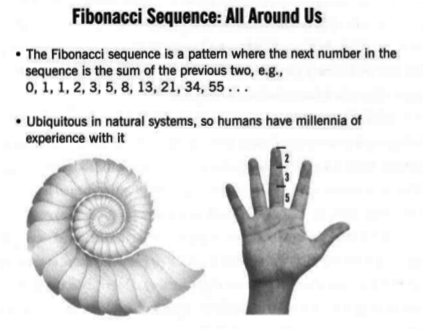 Fibonacci Sequence: All Around Us
• The Fibonacci sequence is a pattern where the next number in the
sequence is the sum of the previous two, e.g.,
0, 1, 1, 2, 3, 5, 8, 13, 21, 34, 55 . . .
• Ubiquitous in natural systems, so humans have millennia of
experience with it
2
3
5